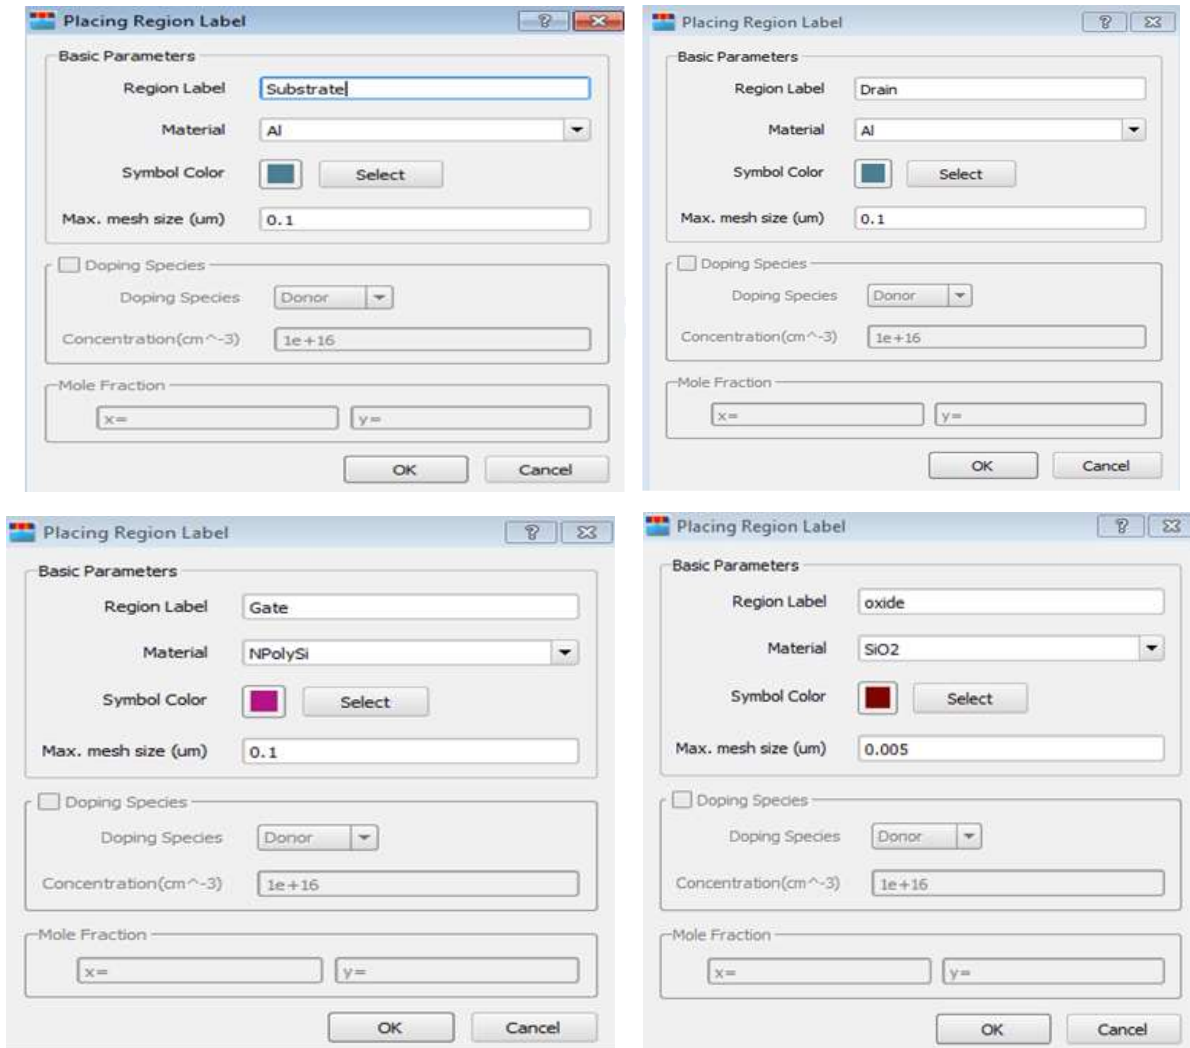 Placing Region Label
Basic Parameters
Region Label Substrate
Material Al
Symbol Color Select
Max. mesh size (um) 0.1
Doping Species
Doping Species Donor
Concentration(cm^-3) 1e+16
Mole Fraction
x= y=
OK Cancel
Placing Region Label
Basic Parameters
Region Label Drain
Material Al
Symbol Color Select
Max. mesh size (um) 0.1
Doping Species
Doping Species Donor
Concentration(cm^-3) 1e+16
Mole Fraction
x= y=
OK Cancel
Placing Region Label
Basic Parameters
Region Label Gate
Material NPolySi
Symbol Color Select
Max. mesh size (um) 0.1
Doping Species
Doping Species Donor
Concentration(cm^-3) 1e+16
Mole Fraction
x= y=
OK Cancel
Placing Region Label
Basic Parameters
Region Label oxide
Material SiO2
Symbol Color Select
Max. mesh size (um) 0.005
Doping Species
Doping Species Donor
Concentration(cm^-3) 1e+16
Mole Fraction
x= y=
OK Cancel